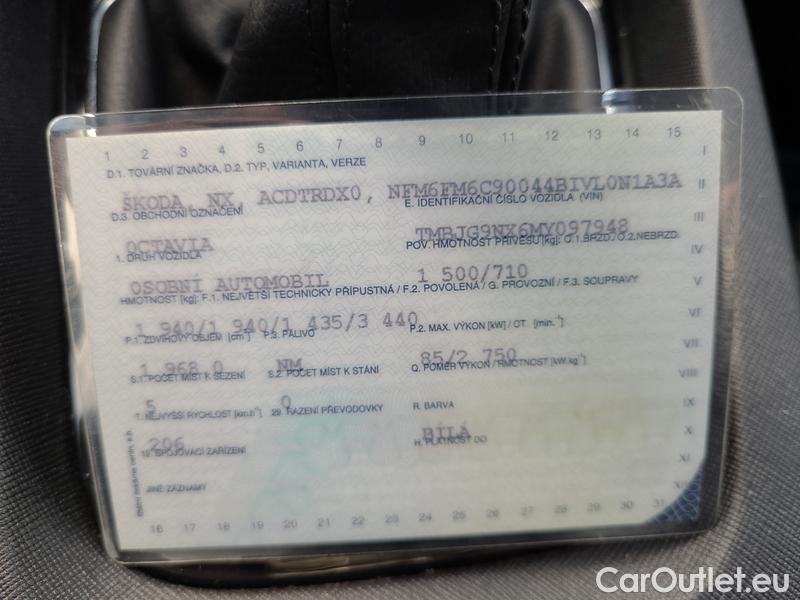 1 2 3 4 5 6 7 8 9 10 11 12 13 14 15
D.1. TOVÁRNÍ ZNAČKA, D.2. TYP, VARIANTA, VERZE
I
ŠKODA, NX, ACDTRDX0, NFM6FM6C90044BIVL0N1A3A
II
D.3. OBCHODNÍ OZNAČENÍ E. IDENTIFIKAČNÍ ČÍSLO VOZIDLA (VIN)
OCTAVIA TMBJG9NX6MY097948
III
1. DRUH VOZIDLA POV. HMOTNOST PŘÍVĚSU [kg]: O.1. BRZD./O.2. NEBRZD.
IV
OSOBNÍ AUTOMOBIL 1 500/710
HMOTNOST [kg]: F.1. NEJVĚTŠÍ TECHNICKY PŘÍPUSTNÁ / F.2. POVOLENÁ / G. PROVOZNÍ / F.3. SOUPRAVY
V
1 940/1 940/1 435/3 440
VI
P.1. ZDVIHOVÝ OBJEM [cm³] P.3. PALIVO P.2. MAX. VÝKON [kW] / OT. [min.⁻¹]
1 968,0 NM 85/2 750
VII
S.1. POČET MÍST K SEZENÍ S.2. POČET MÍST K STÁNÍ Q. POMĚR VÝKON / HMOTNOST [kW.kg⁻¹]
VIII
5 0
T. NEJVYŠŠÍ RYCHLOST [km.h⁻¹] 29. ŘAZENÍ PŘEVODOVKY R. BARVA
IX
206 BÍLÁ
X
19. SPOJOVACÍ ZAŘÍZENÍ H. PLATNOST DO
XI
JINÉ ZÁZNAMY
XII
16 17 18 19 20 21 22 23 24 25 26 27 28 29 30 31
CarOutlet.eu